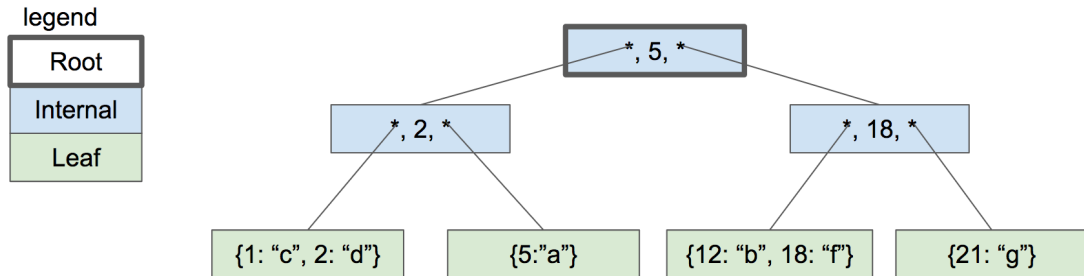 legend
Root
Internal
Leaf
*, 5, *
*, 2, *
*, 18, *
{1: “c”, 2: “d”}
{5:”a”}
{12: “b”, 18: “f”}
{21: “g”}